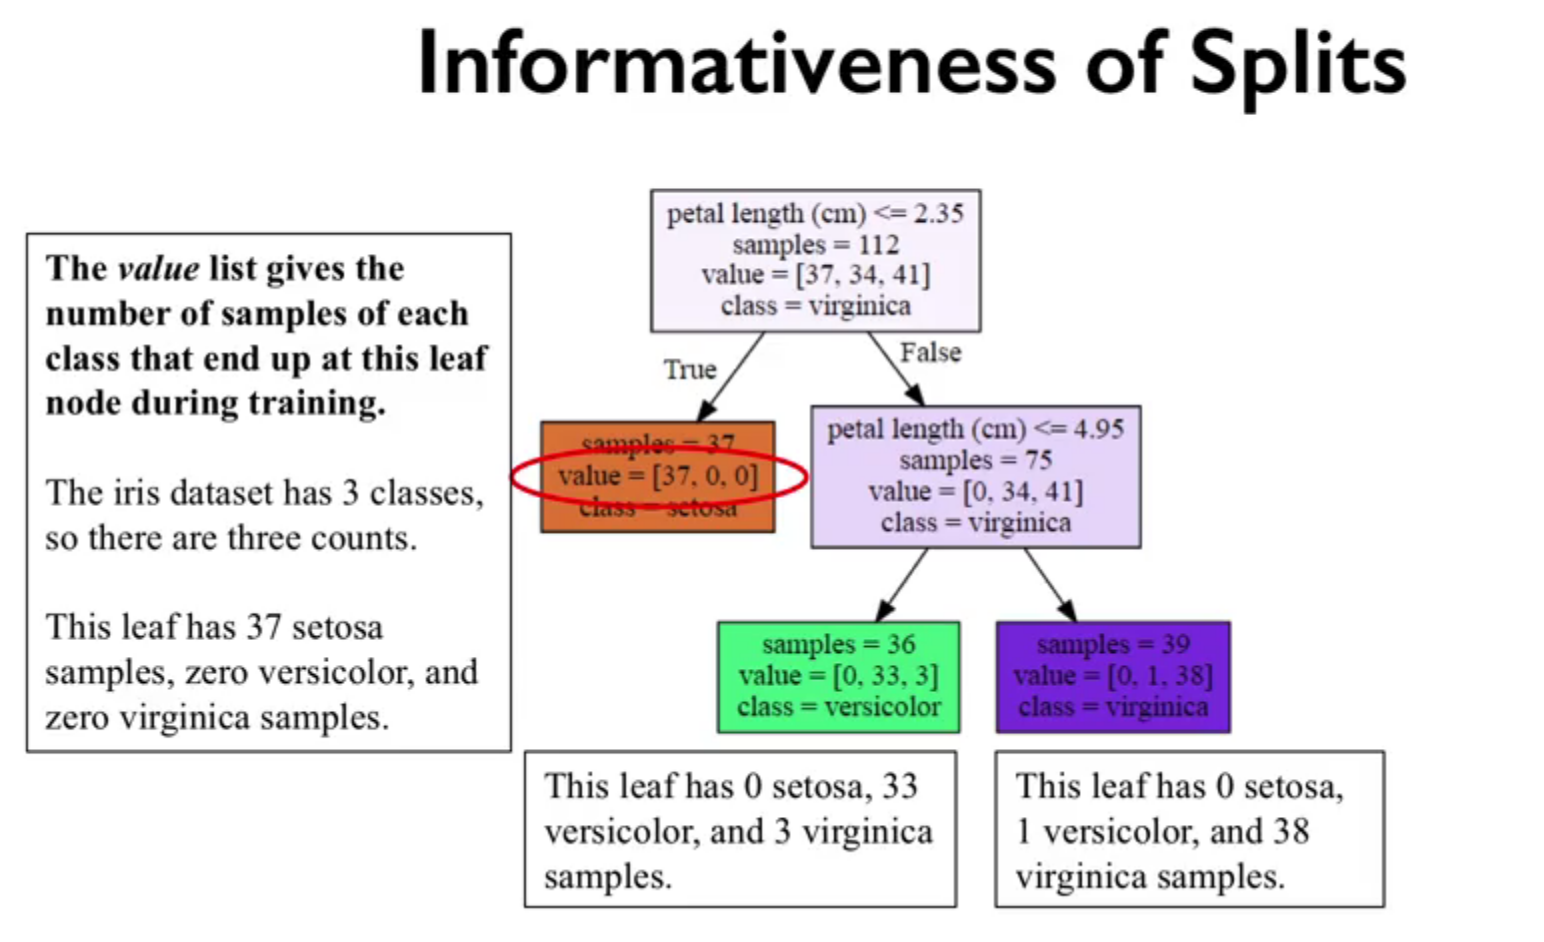 Informativeness of Splits
The value list gives the
number of samples of each
class that end up at this leaf
node during training.
The iris dataset has 3 classes,
so there are three counts.
This leaf has 37 setosa
samples, zero versicolor, and
zero virginica samples.
petal length (cm) <= 2.35
samples = 112
value = [37, 34, 41]
class = virginica
True
False
samples = 37
value = [37, 0, 0]
class = setosa
petal length (cm) <= 4.95
samples = 75
value = [0, 34, 41]
class = virginica
samples = 36
value = [0, 33, 3]
class = versicolor
samples = 39
value = [0, 1, 38]
class = virginica
This leaf has 0 setosa, 33
versicolor, and 3 virginica
samples.
This leaf has 0 setosa,
1 versicolor, and 38
virginica samples.